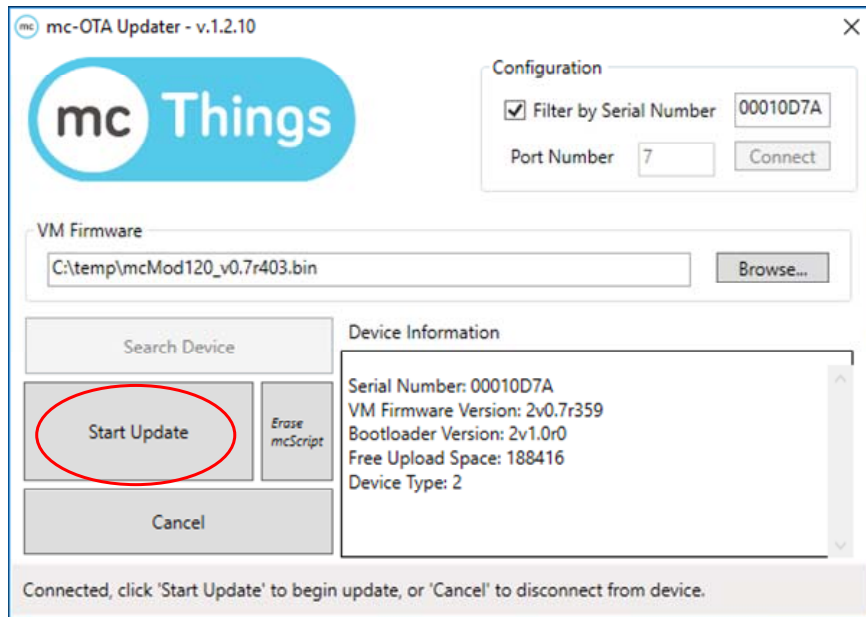 mc mc-OTA Updater - v.1.2.10
mc Things
Configuration
Filter by Serial Number 00010D7A
Port Number 7 Connect
VM Firmware
C:\temp\mcMod120_v0.7r403.bin Browse...
Search Device
Start Update
Erase
mcScript
Cancel
Device Information
Serial Number: 00010D7A
VM Firmware Version: 2v0.7r359
Bootloader Version: 2v1.0r0
Free Upload Space: 188416
Device Type: 2
Connected, click 'Start Update' to begin update, or 'Cancel' to disconnect from device.